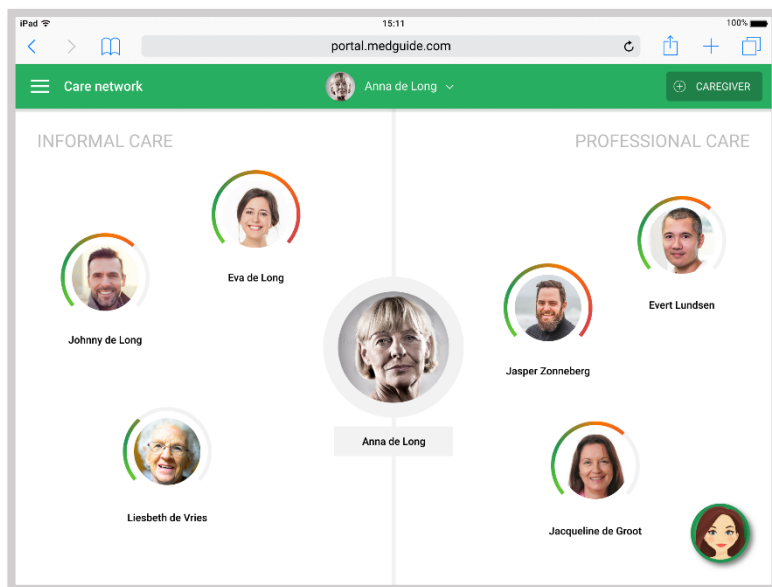 iPad 15:11 100%
portal.medguide.com
Care network Anna de Long CAREGIVER
INFORMAL CARE PROFESSIONAL CARE
Eva de Long
Evert Lundsen
Johnny de Long
Jasper Zonneberg
Anna de Long
Liesbeth de Vries
Jacqueline de Groot